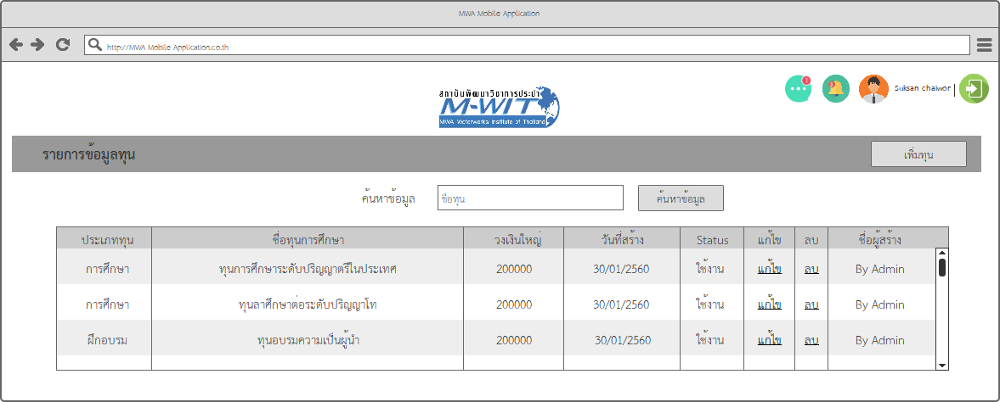 MWA Mobile Application
http://MWA Mobile Application.co.th
1
Suksan chaiwor
สถาบันพัฒนาวิชาการประปา
M-WIT
MWA Waterworks Institute of Thailand
รายการข้อมูลทุน เพิ่มทุน
ค้นหาข้อมูล ชื่อทุน ค้นหาข้อมูล
ประเภททุน ชื่อทุนการศึกษา วงเงินใหญ่ วันที่สร้าง Status แก้ไข ลบ ชื่อผู้สร้าง
การศึกษา ทุนการศึกษาระดับปริญญาตรีในประเทศ 200000 30/01/2560 ใช้งาน แก้ไข ลบ By Admin
การศึกษา ทุนลาศึกษาต่อระดับปริญญาโท 200000 30/01/2560 ใช้งาน แก้ไข ลบ By Admin
ฝึกอบรม ทุนอบรมความเป็นผู้นำ 200000 30/01/2560 ใช้งาน แก้ไข ลบ By Admin